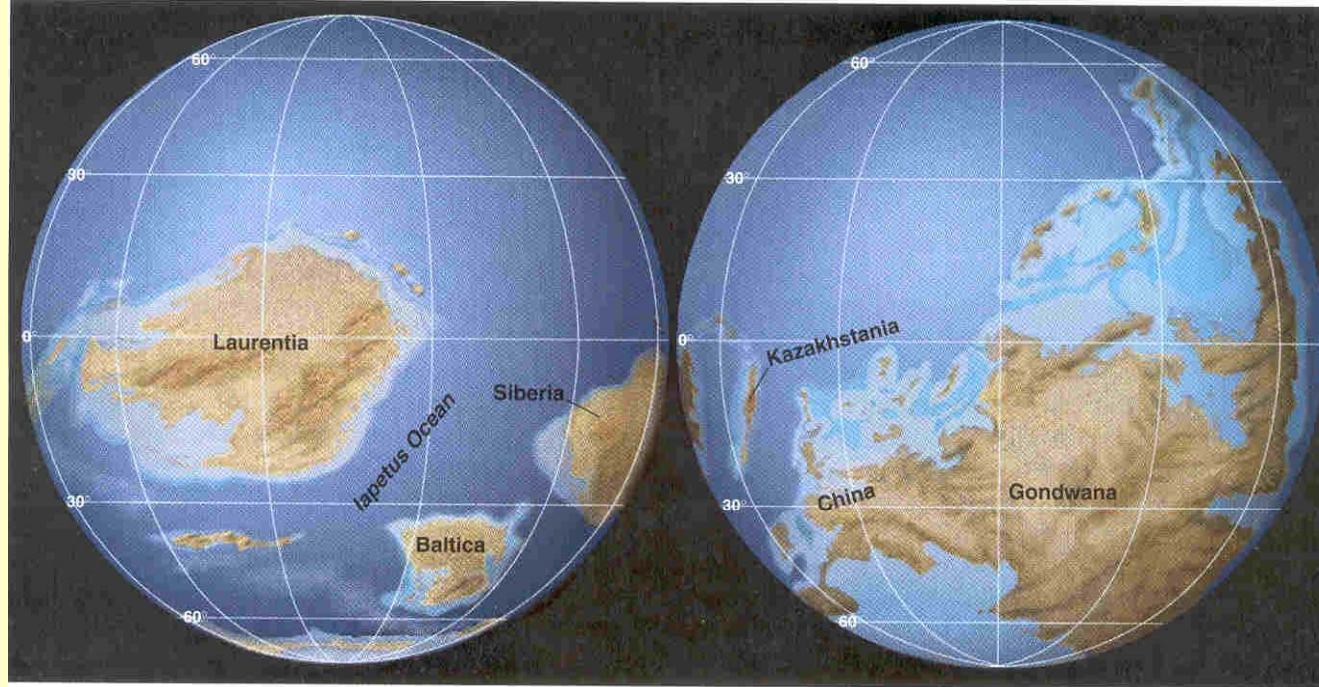 60°
60°
30°
30°
0°
Laurentia
0°
Kazakhstania
Siberia
Iapetus Ocean
30°
China
30°
Gondwana
Baltica
60°
60